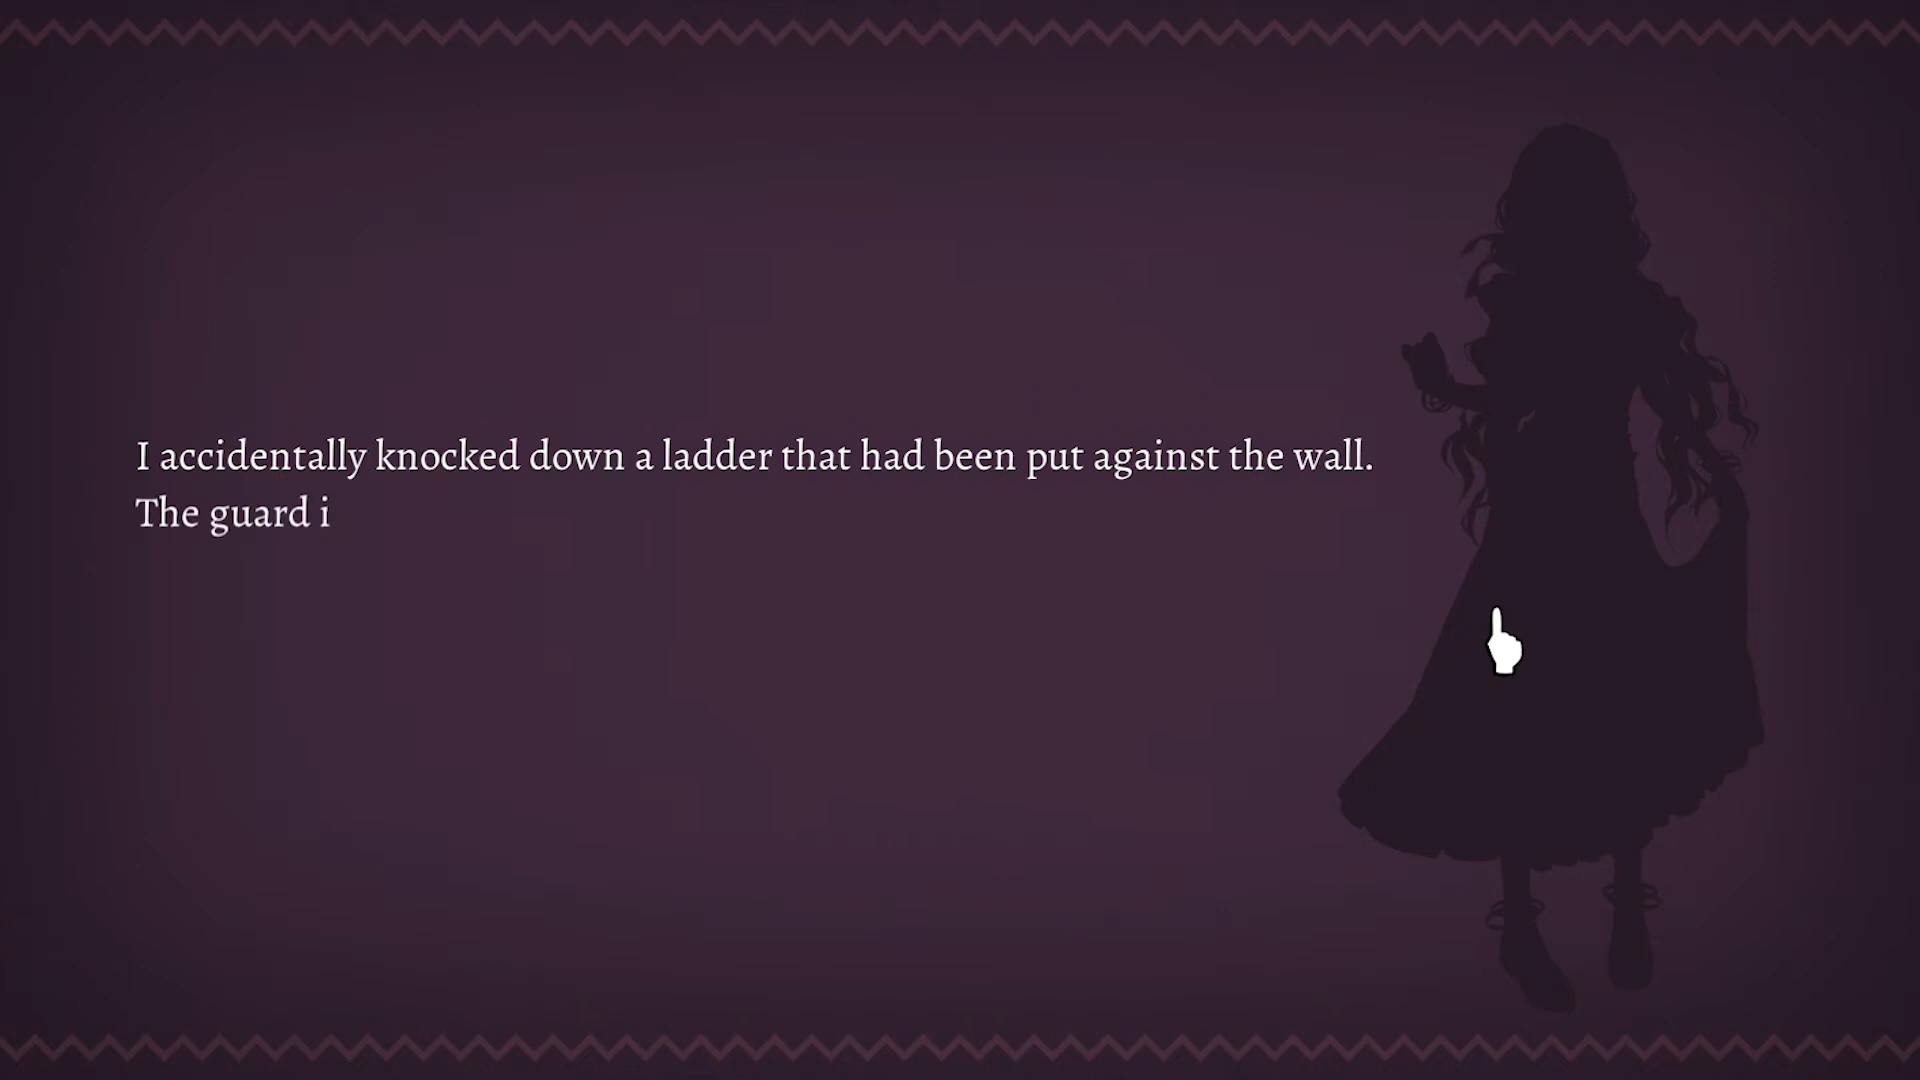 I accidentally knocked down a ladder that had been put against the wall.
The guard i